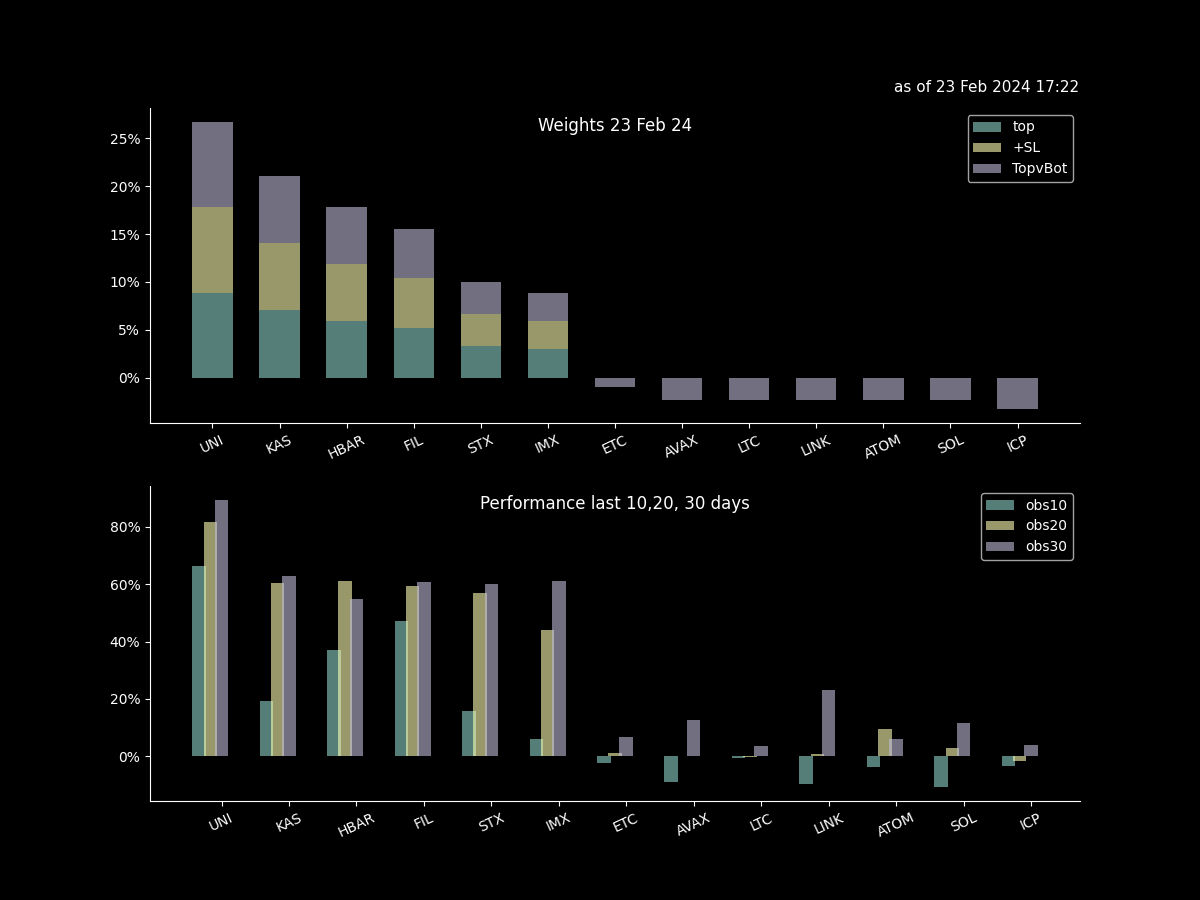 as of 23 Feb 2024 17:22
Weights 23 Feb 24
top
+SL
TopvBot
25%
20%
15%
10%
5%
0%
UNI KAS HBAR FIL STX IMX ETC AVAX LTC LINK ATOM SOL ICP
Performance last 10,20, 30 days
obs10
obs20
obs30
80%
60%
40%
20%
0%
UNI KAS HBAR FIL STX IMX ETC AVAX LTC LINK ATOM SOL ICP